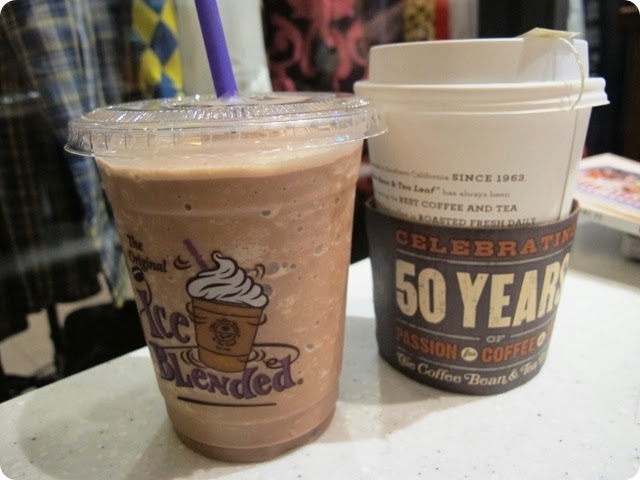 The
Original
Ice
Blended.
Southern California SINCE 1963,
Bean & Tea Leaf" has always been
BEST COFFEE AND TEA
ROASTED FRESH DAILY
CELEBRATING
50 YEARS
OF
PASSION for COFFEE
The Coffee Bean & Tea